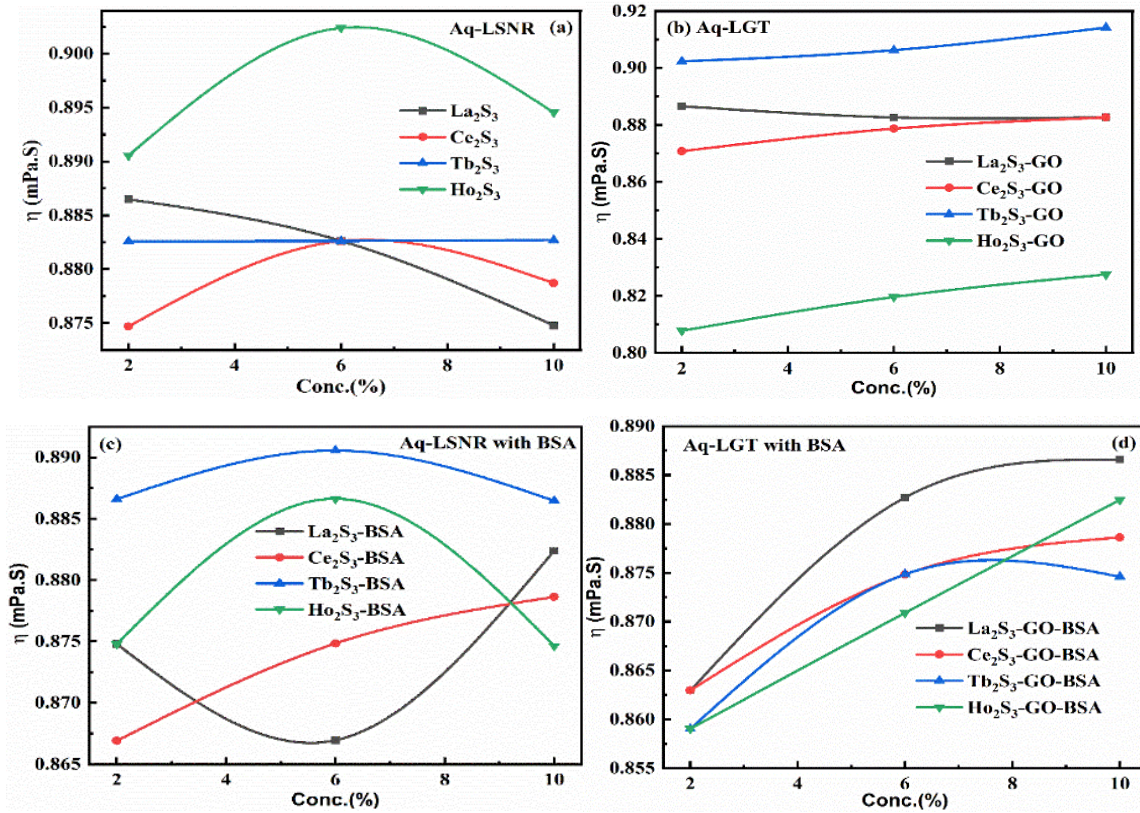 Aq-LSNR (a)
0.900
0.895
0.890
0.885
0.880
0.875
η (mPa.S)
La₂S₃
Ce₂S₃
Tb₂S₃
Ho₂S₃
2 4 6 8 10
Conc.(%)
(b) Aq-LGT
0.92
0.90
0.88
0.86
0.84
0.82
0.80
η (mPa.S)
La₂S₃-GO
Ce₂S₃-GO
Tb₂S₃-GO
Ho₂S₃-GO
2 4 6 8 10
Conc.(%)
(c) Aq-LSNR with BSA
0.890
0.885
0.880
0.875
0.870
0.865
η (mPa.S)
La₂S₃-BSA
Ce₂S₃-BSA
Tb₂S₃-BSA
Ho₂S₃-BSA
2 4 6 8 10
Conc.(%)
Aq-LGT with BSA (d)
0.890
0.885
0.880
0.875
0.870
0.865
0.860
0.855
η (mPa.S)
La₂S₃-GO-BSA
Ce₂S₃-GO-BSA
Tb₂S₃-GO-BSA
Ho₂S₃-GO-BSA
2 4 6 8 10
Conc.(%)